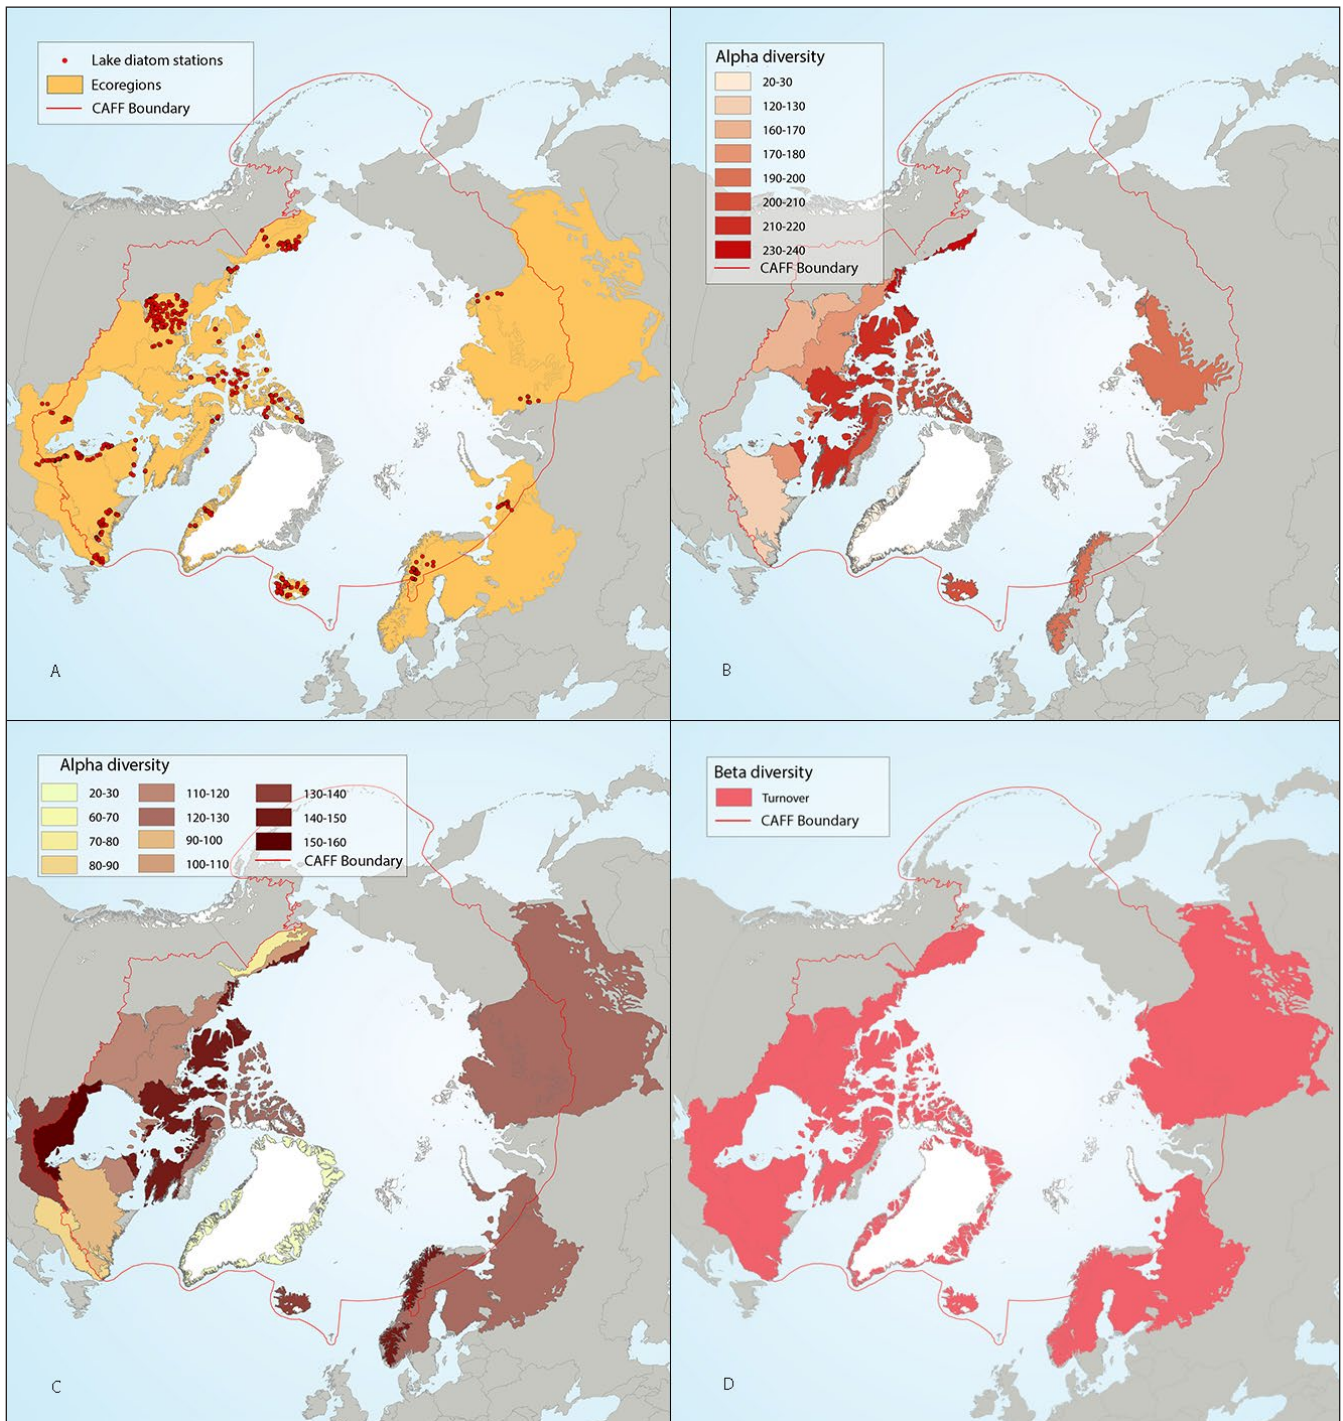 Lake diatom stations
Ecoregions
CAFF Boundary
A
Alpha diversity
20-30
120-130
160-170
170-180
190-200
200-210
210-220
230-240
CAFF Boundary
B
Alpha diversity
20-30
60-70
70-80
80-90
110-120
120-130
90-100
100-110
130-140
140-150
150-160
CAFF Boundary
C
Beta diversity
Turnover
CAFF Boundary
D